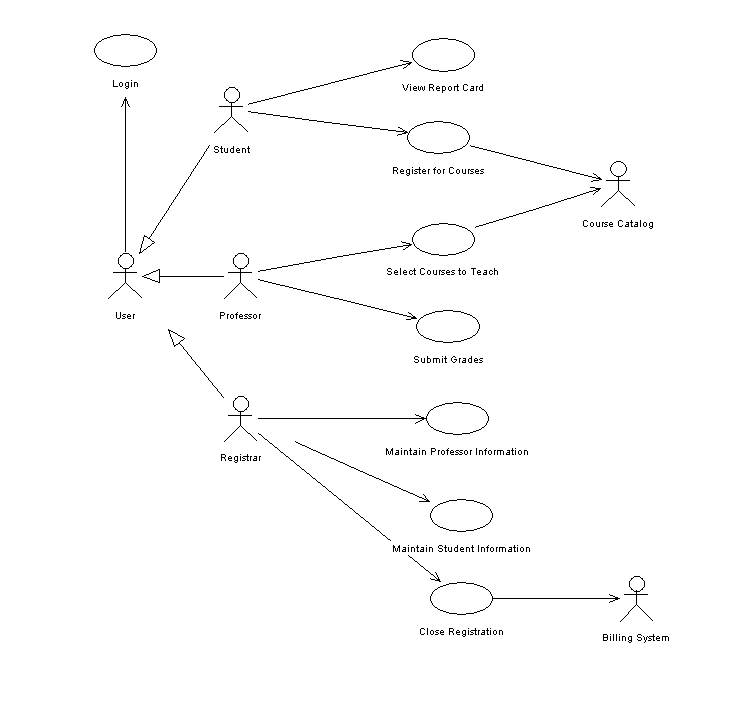 Login
View Report Card
Student
Register for Courses
Course Catalog
Select Courses to Teach
User
Professor
Submit Grades
Maintain Professor Information
Registrar
Maintain Student Information
Close Registration
Billing System